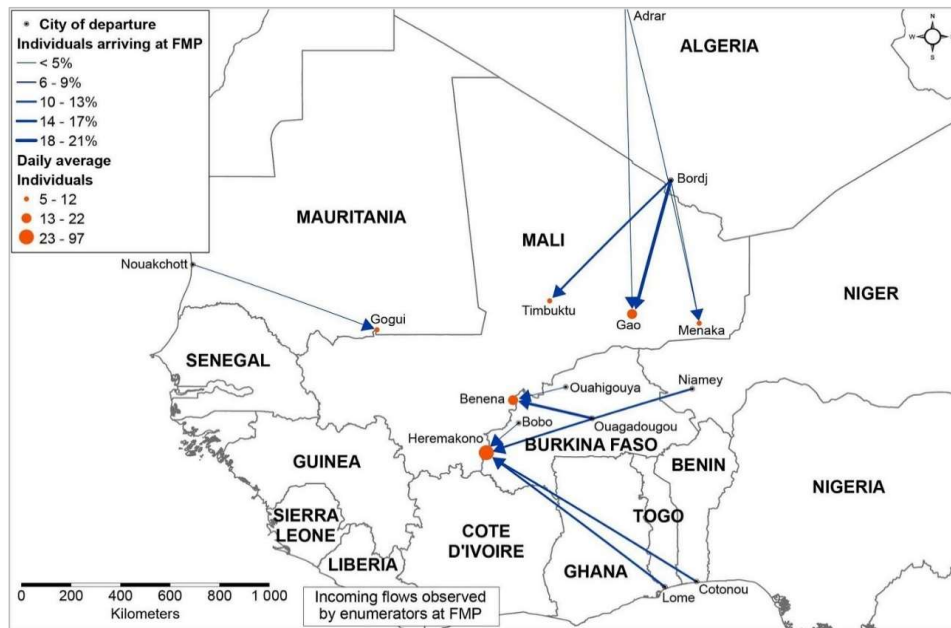 City of departure
Individuals arriving at FMP
< 5%
6 - 9%
10 - 13%
14 - 17%
18 - 21%
Daily average
Individuals
5 - 12
13 - 22
23 - 97
Adrar
ALGERIA
N
W
S
Bordj
MAURITANIA
MALI
Nouakchott
Timbuktu
Gao
Menaka
NIGER
Gogui
SENEGAL
Ouahigouya
Niamey
Benena
Bobo
Ouagadougou
Heremakono
BURKINA FASO
GUINEA
BENIN
NIGERIA
SIERRA
LEONE
COTE
D'IVOIRE
TOGO
LIBERIA
GHANA
0 200 400 600 800 1 000
Kilometers
Incoming flows observed
by enumerators at FMP
Lome
Cotonou